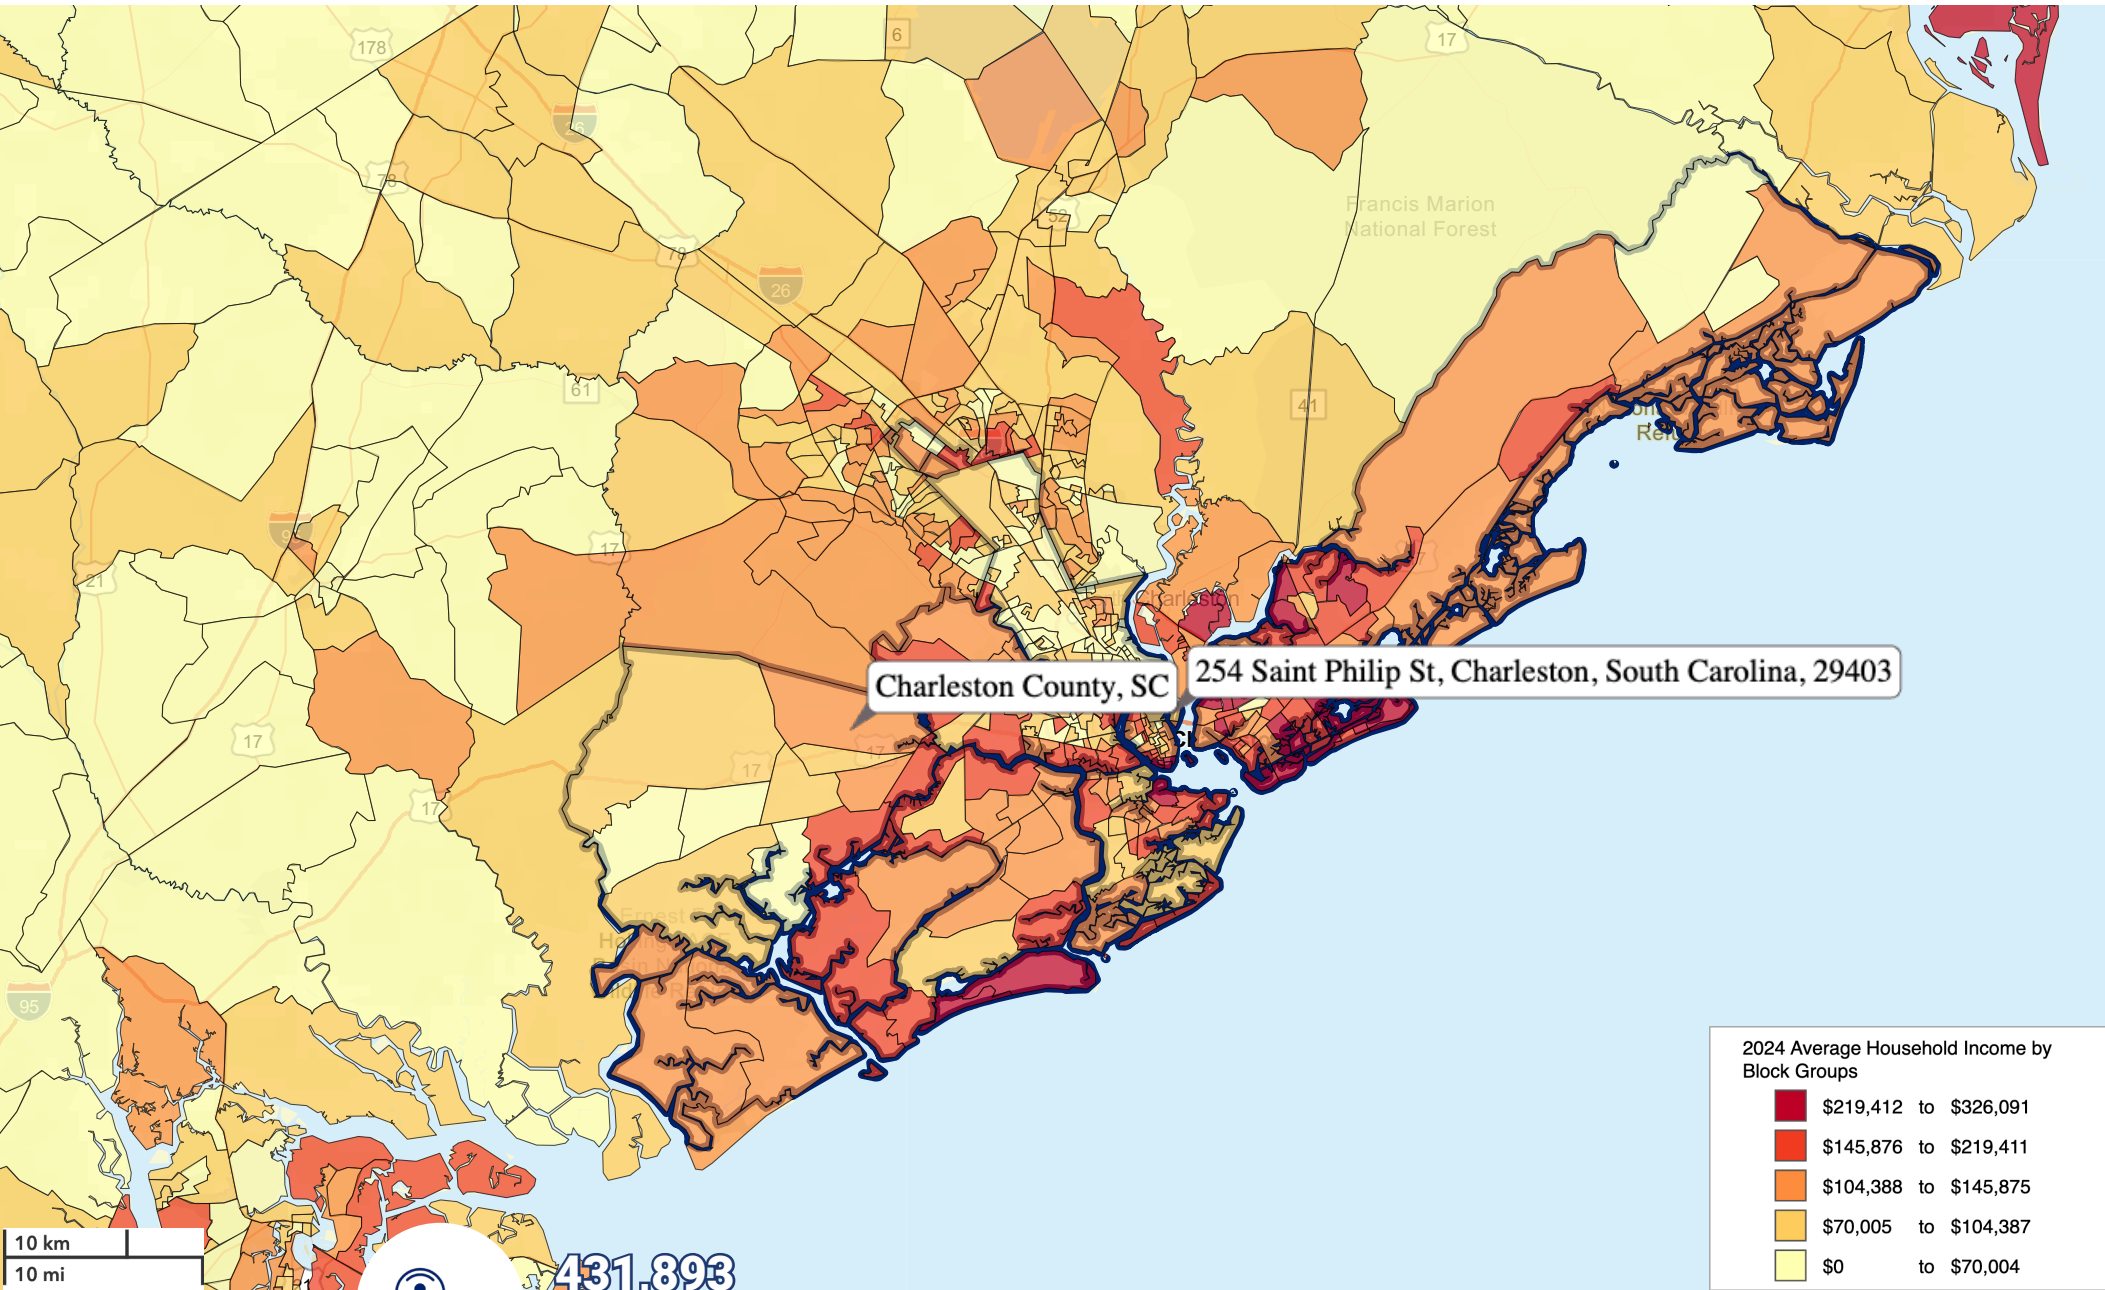 178
6
17
26
78
52
78
Francis Marion
National Forest
26
61
41
17
21
Charleston
254 Saint Philip St, Charleston, South Carolina, 29403
Charleston County, SC
17
17
17
17
95
10 km
10 mi
431,893
2024 Average Household Income by
Block Groups
$219,412 to $326,091
$145,876 to $219,411
$104,388 to $145,875
$70,005 to $104,387
$0 to $70,004